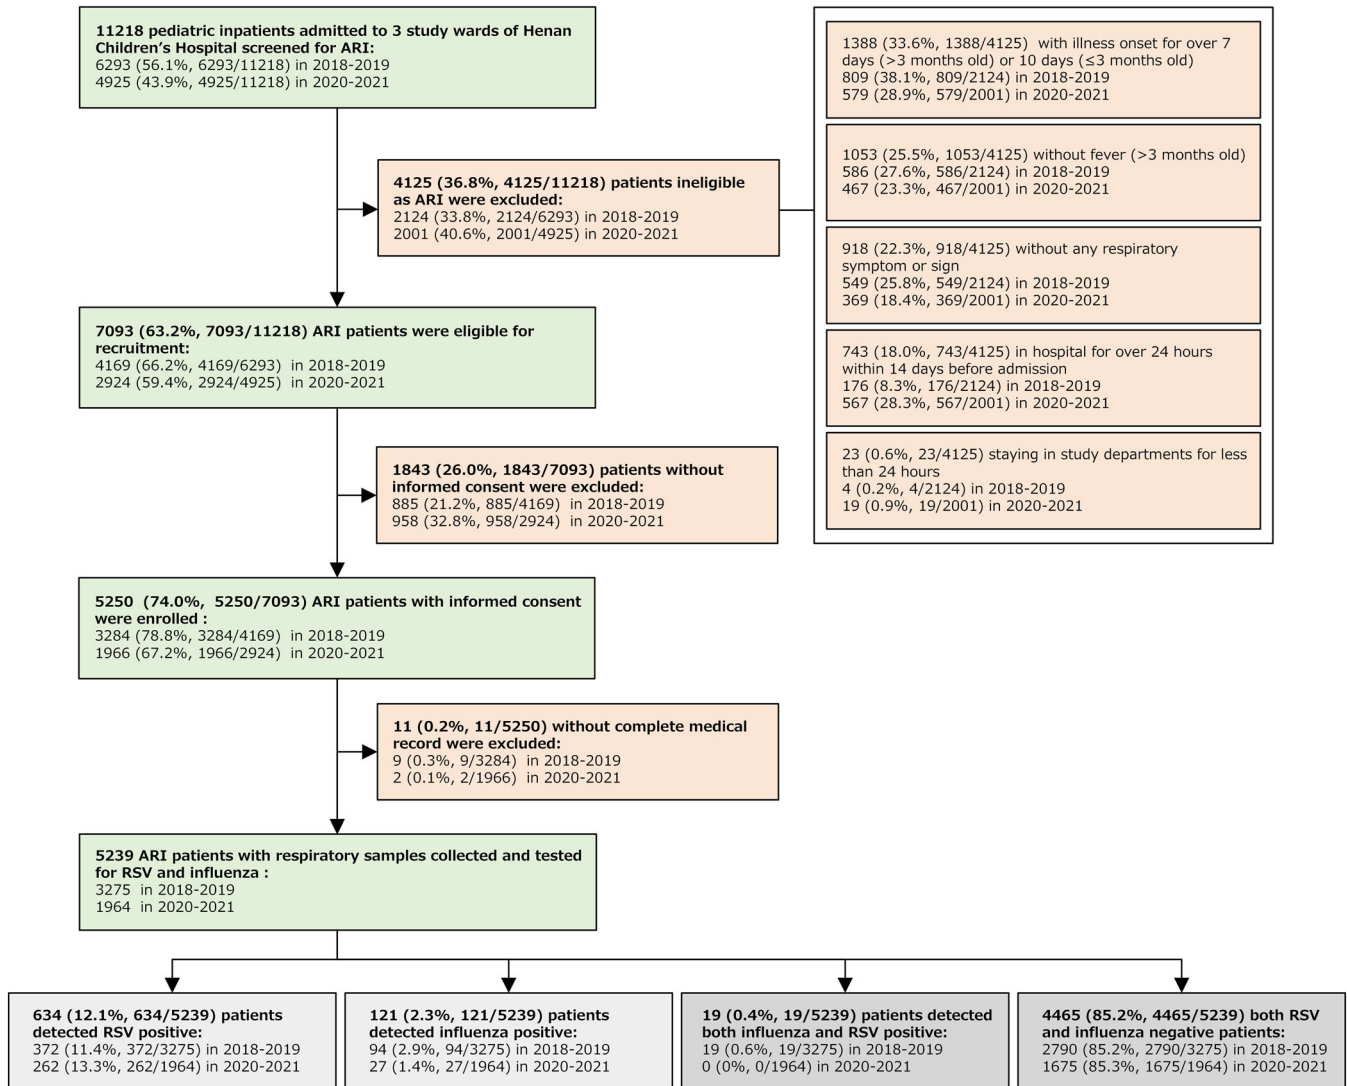 11218 pediatric inpatients admitted to 3 study wards of Henan
Children's Hospital screened for ARI:
6293 (56.1%, 6293/11218) in 2018-2019
4925 (43.9%, 4925/11218) in 2020-2021
4125 (36.8%, 4125/11218) patients ineligible
as ARI were excluded:
2124 (33.8%, 2124/6293) in 2018-2019
2001 (40.6%, 2001/4925) in 2020-2021
1388 (33.6%, 1388/4125) with illness onset for over 7
days (>3 months old) or 10 days (≤3 months old)
809 (38.1%, 809/2124) in 2018-2019
579 (28.9%, 579/2001) in 2020-2021
1053 (25.5%, 1053/4125) without fever (>3 months old)
586 (27.6%, 586/2124) in 2018-2019
467 (23.3%, 467/2001) in 2020-2021
918 (22.3%, 918/4125) without any respiratory
symptom or sign
549 (25.8%, 549/2124) in 2018-2019
369 (18.4%, 369/2001) in 2020-2021
743 (18.0%, 743/4125) in hospital for over 24 hours
within 14 days before admission
176 (8.3%, 176/2124) in 2018-2019
567 (28.3%, 567/2001) in 2020-2021
23 (0.6%, 23/4125) staying in study departments for less
than 24 hours
4 (0.2%, 4/2124) in 2018-2019
19 (0.9%, 19/2001) in 2020-2021
7093 (63.2%, 7093/11218) ARI patients were eligible for
recruitment:
4169 (66.2%, 4169/6293) in 2018-2019
2924 (59.4%, 2924/4925) in 2020-2021
1843 (26.0%, 1843/7093) patients without
informed consent were excluded:
885 (21.2%, 885/4169) in 2018-2019
958 (32.8%, 958/2924) in 2020-2021
5250 (74.0%, 5250/7093) ARI patients with informed consent
were enrolled :
3284 (78.8%, 3284/4169) in 2018-2019
1966 (67.2%, 1966/2924) in 2020-2021
11 (0.2%, 11/5250) without complete medical
record were excluded:
9 (0.3%, 9/3284) in 2018-2019
2 (0.1%, 2/1966) in 2020-2021
5239 ARI patients with respiratory samples collected and tested
for RSV and influenza :
3275 in 2018-2019
1964 in 2020-2021
634 (12.1%, 634/5239) patients
detected RSV positive:
372 (11.4%, 372/3275) in 2018-2019
262 (13.3%, 262/1964) in 2020-2021
121 (2.3%, 121/5239) patients
detected influenza positive:
94 (2.9%, 94/3275) in 2018-2019
27 (1.4%, 27/1964) in 2020-2021
19 (0.4%, 19/5239) patients detected
both influenza and RSV positive:
19 (0.6%, 19/3275) in 2018-2019
0 (0%, 0/1964) in 2020-2021
4465 (85.2%, 4465/5239) both RSV
and influenza negative patients:
2790 (85.2%, 2790/3275) in 2018-2019
1675 (85.3%, 1675/1964) in 2020-2021